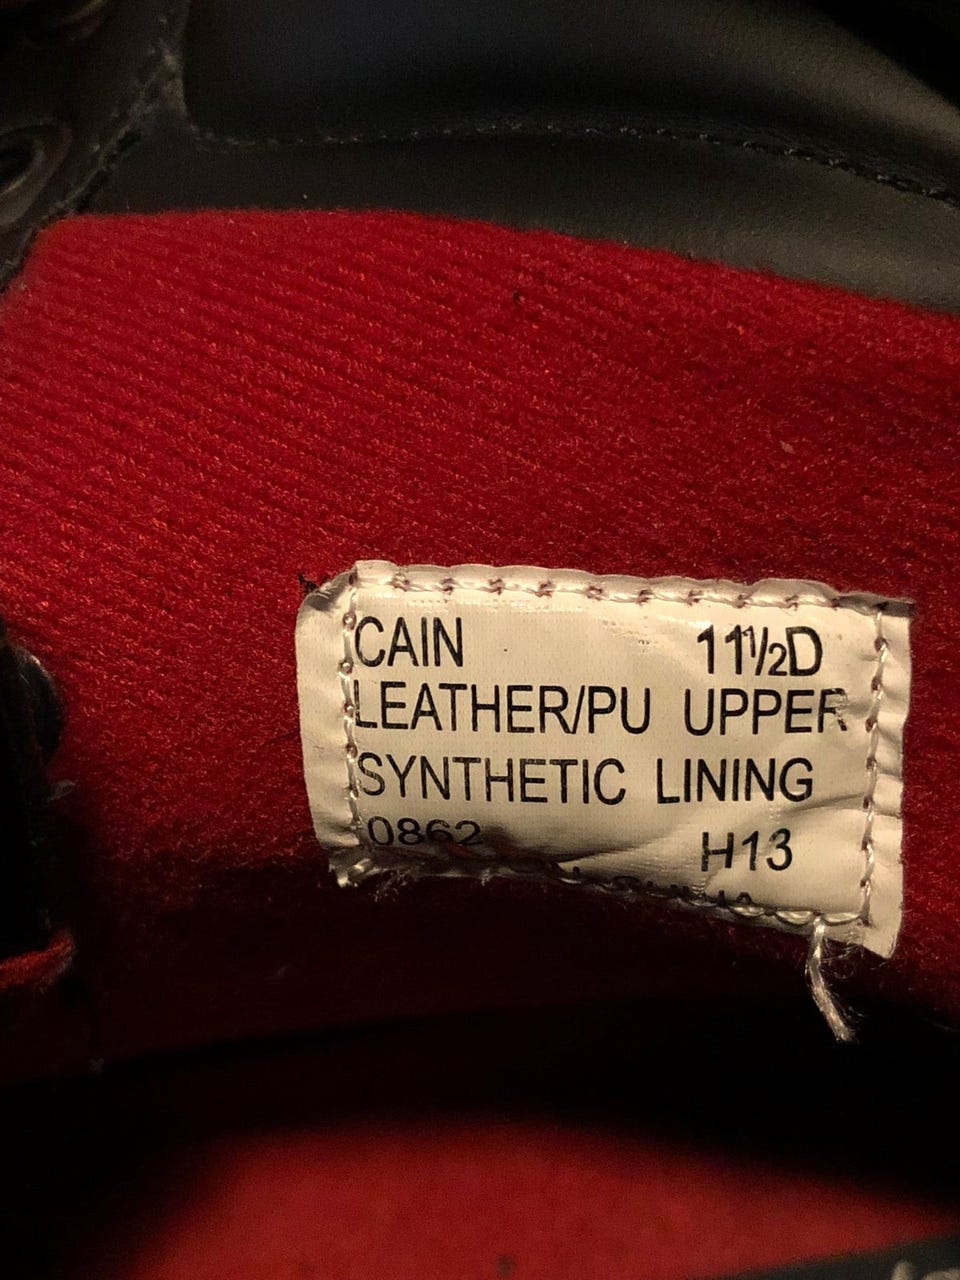 CAIN 11½D
LEATHER/PU UPPER
SYNTHETIC LINING
0862 H13